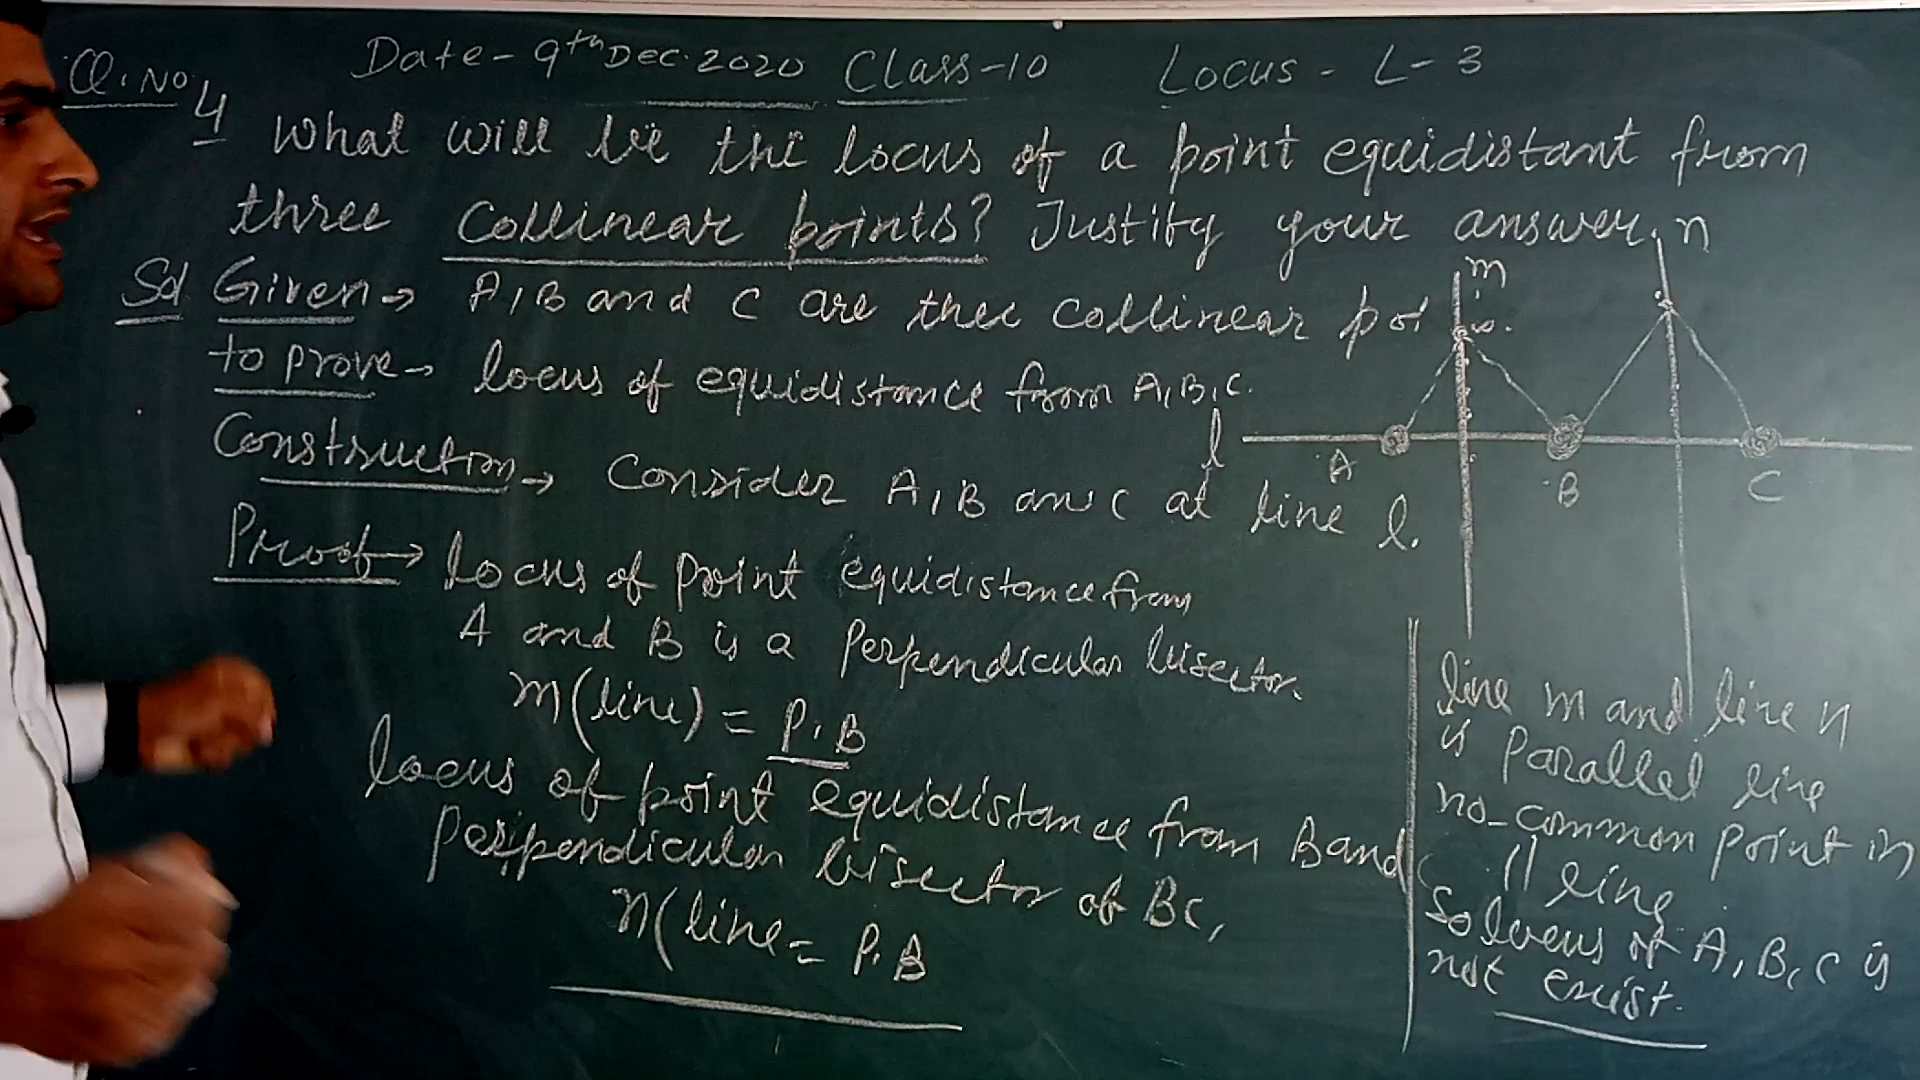 Q.No 4 Date - 9th Dec. 2020 Class-10 Locus - L-3
What will be the locus of a point equidistant from
three collinear points? Justify your answer.
Sol Given → A, B and C are thee collinear poi
to prove → locus of equidistance from A, B, C.
Construction → Consider A, B and C at line l.
Proof → locus of point equidistance from
A and B is a perpendicular bisector.
m(line) = P.B
locus of point equidistance from B and C
perpendicular bisector of BC,
n(line = P.B
n
m
l
A
B
C
line m and line n
is parallel line
no common point in
|| line
So locus of A, B, C is
not exist.